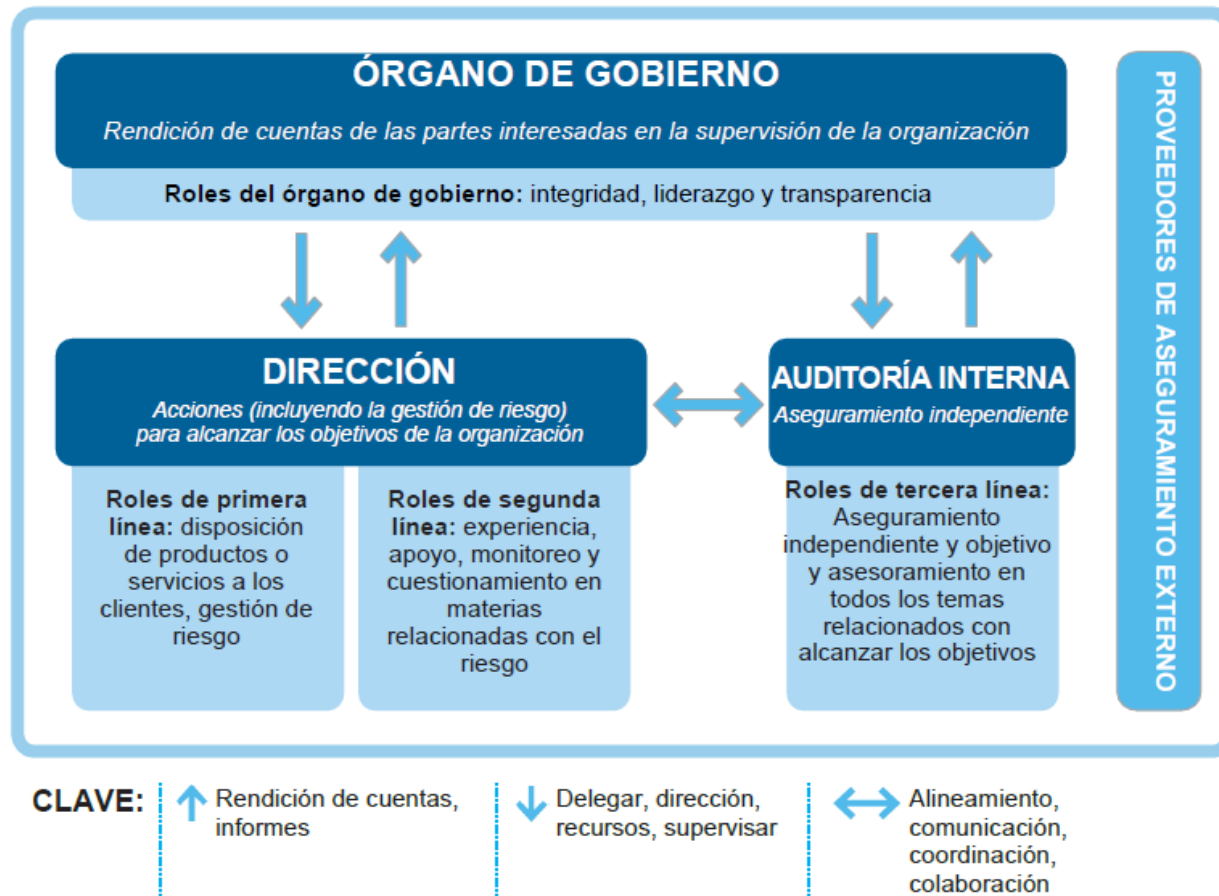 ÓRGANO DE GOBIERNO
Rendición de cuentas de las partes interesadas en la supervisión de la organización
Roles del órgano de gobierno: integridad, liderazgo y transparencia
DIRECCIÓN
Acciones (incluyendo la gestión de riesgo)
para alcanzar los objetivos de la organización
Roles de primera
línea: disposición
de productos o
servicios a los
clientes, gestión de
riesgo
Roles de segunda
línea: experiencia,
apoyo, monitoreo y
cuestionamiento en
materias
relacionadas con el
riesgo
AUDITORÍA INTERNA
Aseguramiento independiente
Roles de tercera línea:
Aseguramiento
independiente y objetivo
y asesoramiento en
todos los temas
relacionados con
alcanzar los objetivos
PROVEEDORES DE ASEGURAMIENTO EXTERNO
CLAVE:
Rendición de cuentas,
informes
Delegar, dirección,
recursos, supervisar
Alineamiento,
comunicación,
coordinación,
colaboración